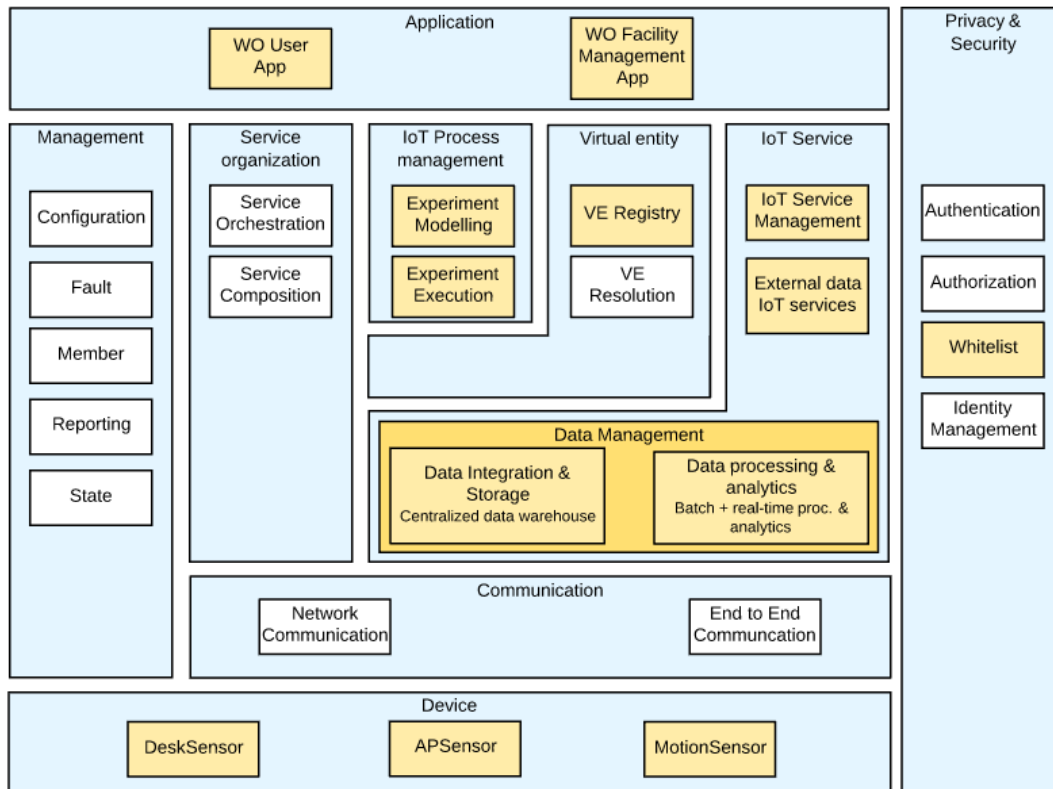 Application
WO User
App
WO Facility
Management
App
Privacy &
Security
Authentication
Authorization
Whitelist
Identity
Management
Management
Configuration
Fault
Member
Reporting
State
Service
organization
Service
Orchestration
Service
Composition
IoT Process
management
Experiment
Modelling
Experiment
Execution
Virtual entity
VE Registry
VE
Resolution
IoT Service
IoT Service
Management
External data
IoT services
Data Management
Data Integration &
Storage
Centralized data warehouse
Data processing &
analytics
Batch + real-time proc. &
analytics
Communication
Network
Communication
End to End
Communcation
Device
DeskSensor
APSensor
MotionSensor